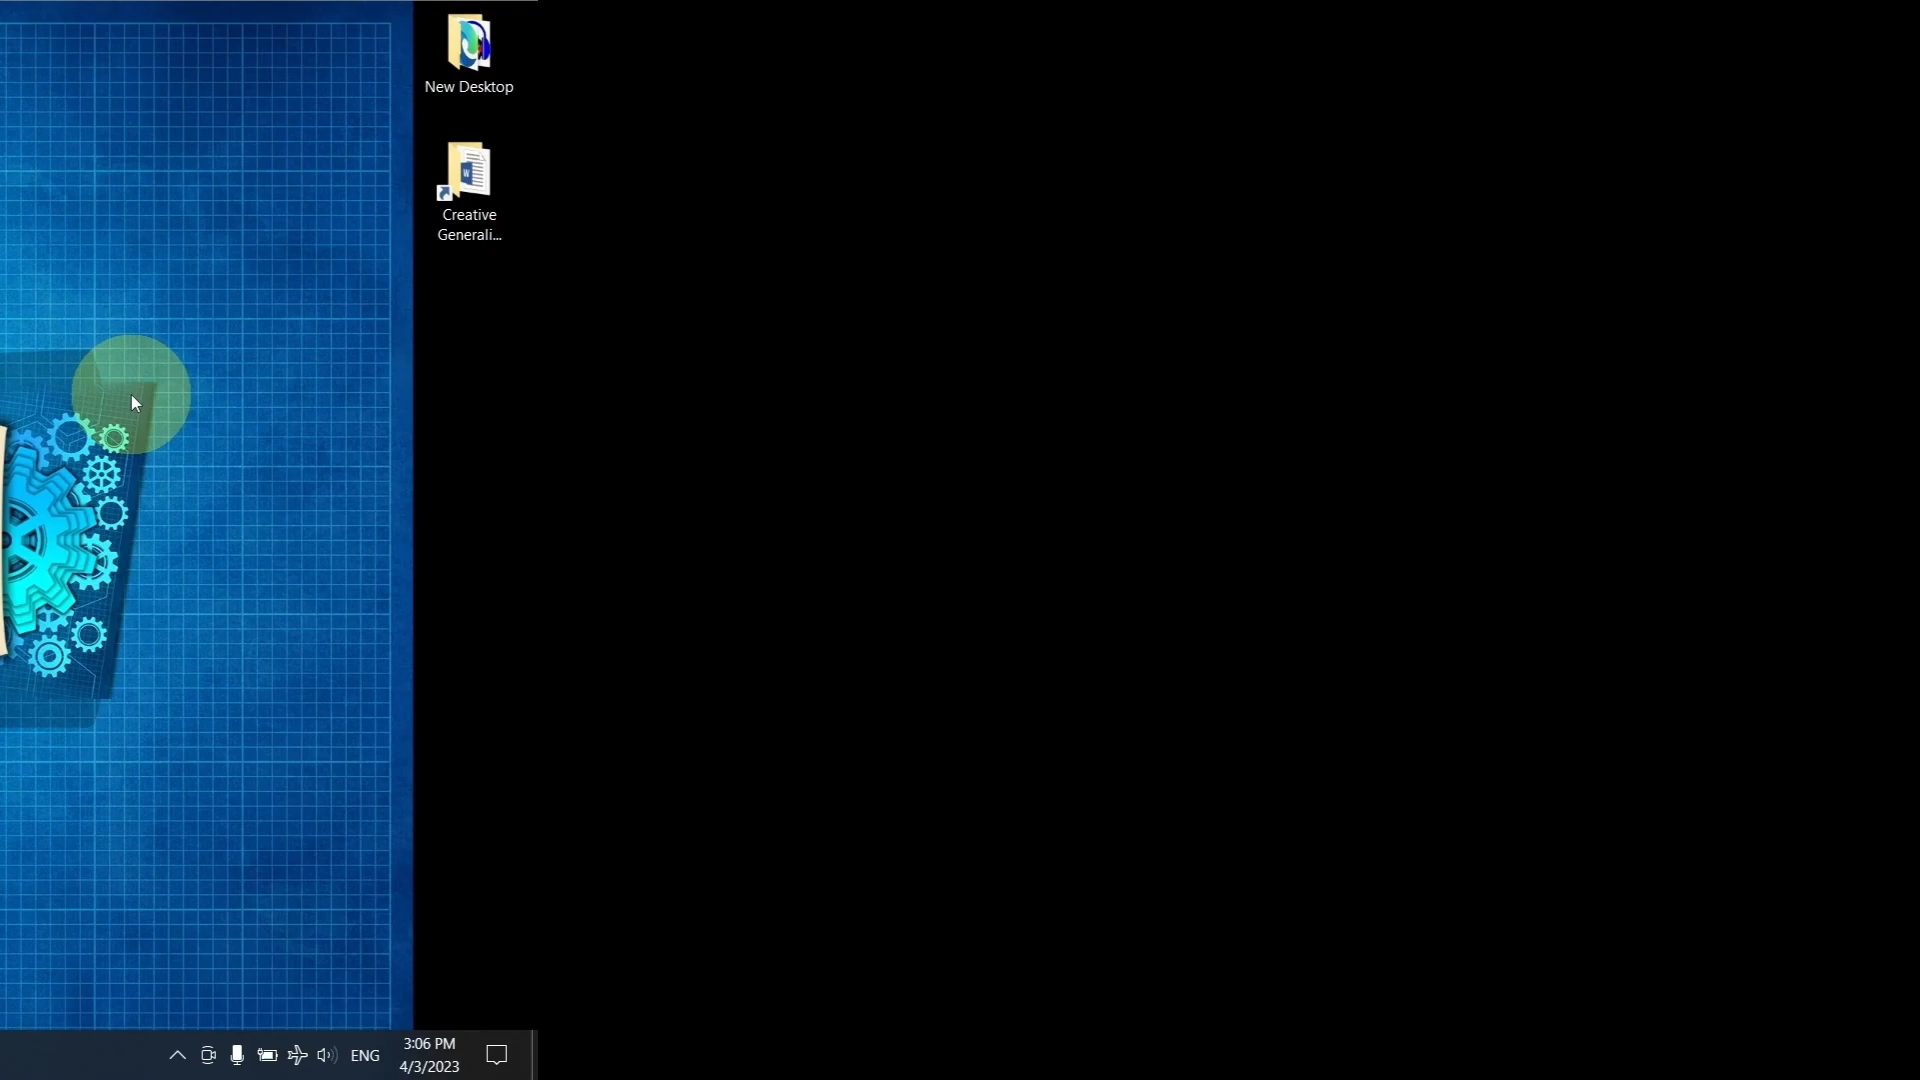 New Desktop
Creative
Generali...
W
ENG
3:06 PM
4/3/2023